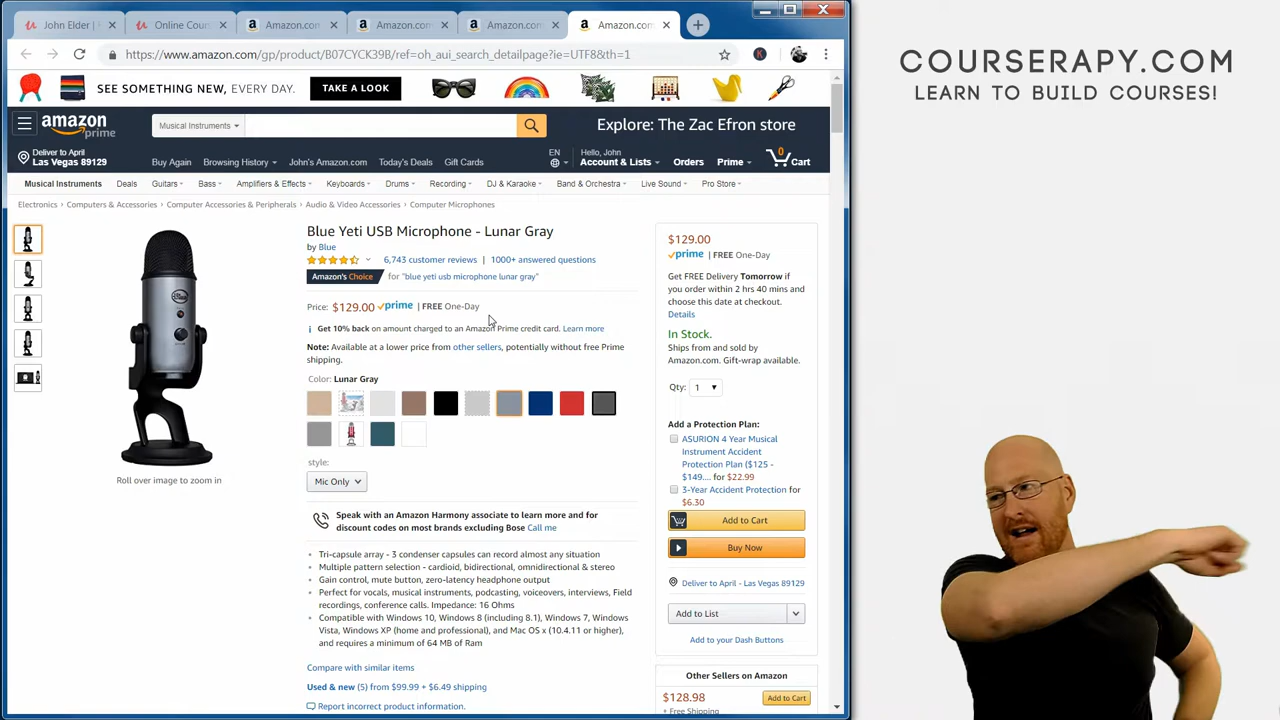 John Elder |
Online Cour
Amazon.com
Amazon.com
Amazon.com
Amazon.com
https://www.amazon.com/gp/product/B07CYCK39B/ref=oh_aui_search_detailpage?ie=UTF8&th=1
K
SEE SOMETHING NEW, EVERY DAY.
TAKE A LOOK
amazon prime
Musical Instruments
Explore: The Zac Efron store
Deliver to April
Las Vegas 89129
Buy Again
Browsing History
John's Amazon.com
Today's Deals
Gift Cards
EN
Hello, John
Account & Lists
Orders
Prime
0
Cart
Musical Instruments
Deals
Guitars
Bass
Amplifiers & Effects
Keyboards
Drums
Recording
DJ & Karaoke
Band & Orchestra
Live Sound
Pro Store
Electronics › Computers & Accessories › Computer Accessories & Peripherals › Audio & Video Accessories › Computer Microphones
Blue Yeti USB Microphone - Lunar Gray
by Blue
6,743 customer reviews | 1000+ answered questions
Amazon's Choice for "blue yeti usb microphone lunar gray"
Price: $129.00 prime | FREE One-Day
Get 10% back on amount charged to an Amazon Prime credit card. Learn more
Note: Available at a lower price from other sellers, potentially without free Prime
shipping.
Color: Lunar Gray
style:
Mic Only
Roll over image to zoom in
Speak with an Amazon Harmony associate to learn more and for
discount codes on most brands excluding Bose Call me
Tri-capsule array - 3 condenser capsules can record almost any situation
Multiple pattern selection - cardioid, bidirectional, omnidirectional & stereo
Gain control, mute button, zero-latency headphone output
Perfect for vocals, musical instruments, podcasting, voiceovers, interviews, Field
recordings, conference calls. Impedance: 16 Ohms
Compatible with Windows 10, Windows 8 (including 8.1), Windows 7, Windows
Vista, Windows XP (home and professional), and Mac OS x (10.4.11 or higher),
and requires a minimum of 64 MB of Ram
Compare with similar items
Used & new (5) from $99.99 + $6.49 shipping
Report incorrect product information.
$129.00
prime | FREE One-Day
Get FREE Delivery Tomorrow if
you order within 2 hrs 40 mins and
choose this date at checkout.
Details
In Stock.
Ships from and sold by
Amazon.com. Gift-wrap available.
Qty: 1
Add a Protection Plan:
ASURION 4 Year Musical
Instrument Accident
Protection Plan ($125 -
$149.... for $22.99
3-Year Accident Protection for
$6.30
Add to Cart
Buy Now
Deliver to April - Las Vegas 89129
Add to List
Add to your Dash Buttons
Other Sellers on Amazon
$128.98
Add to Cart
+ Free Shipping
COURSERAPY.COM
LEARN TO BUILD COURSES!